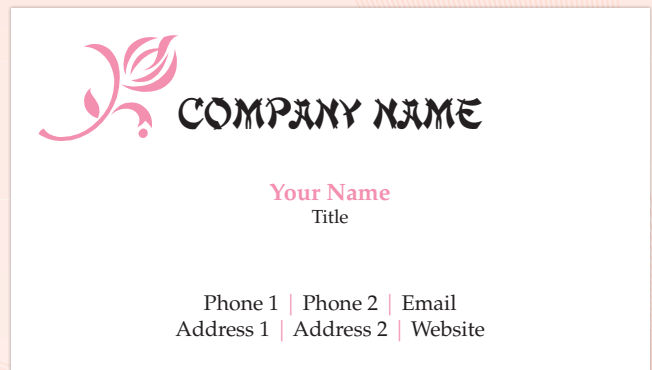 COMPANY NAME
Your Name
Title
Phone 1 | Phone 2 | Email
Address 1 | Address 2 | Website